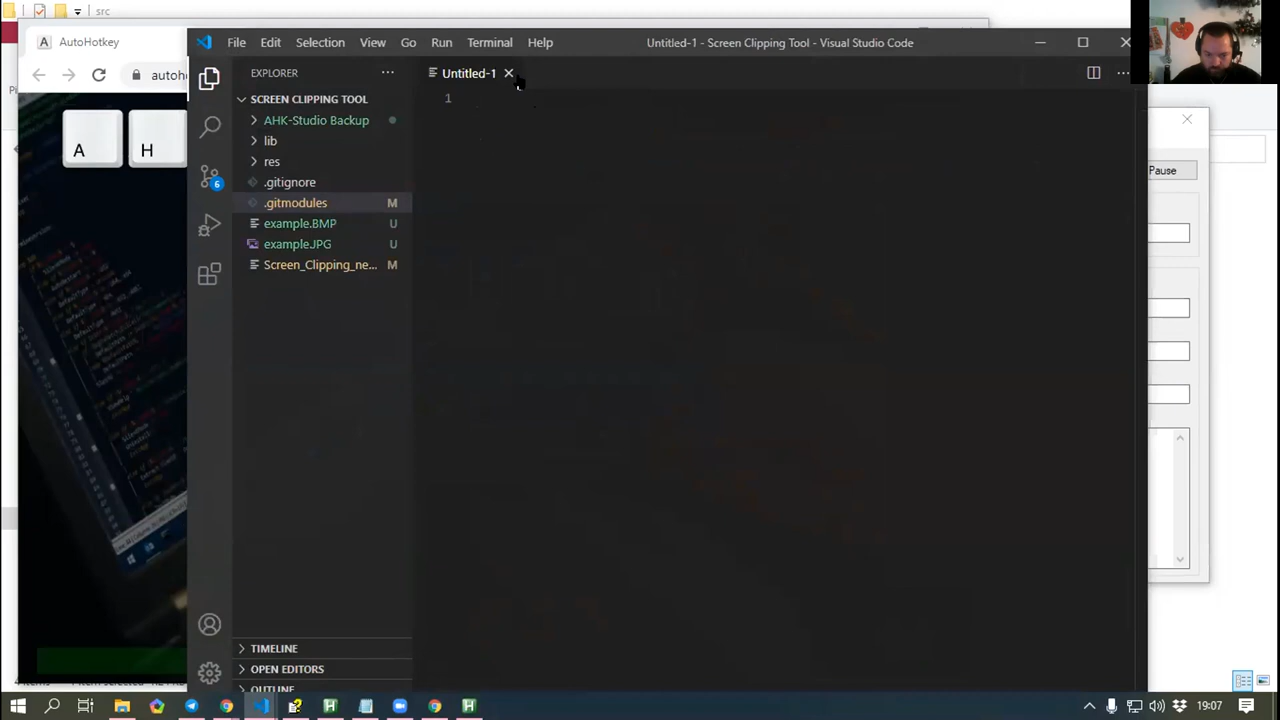 src
AutoHotkey
autoh
A
H
File Edit Selection View Go Run Terminal Help
Untitled-1 - Screen Clipping Tool - Visual Studio Code
EXPLORER
Untitled-1
1
SCREEN CLIPPING TOOL
AHK-Studio Backup
lib
res
.gitignore
.gitmodules M
example.BMP U
example.JPG U
Screen_Clipping_ne... M
6
Pause
TIMELINE
OPEN EDITORS
OUTLINE
19:07